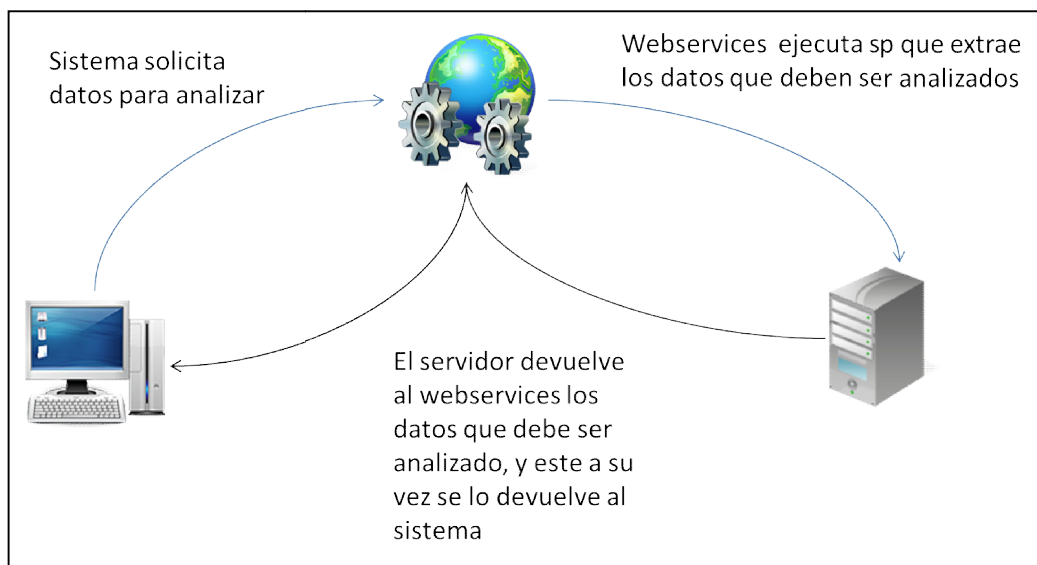 Sistema solicita
datos para analizar
Webservices ejecuta sp que extrae
los datos que deben ser analizados
El servidor devuelve
al webservices los
datos que debe ser
analizado, y este a su
vez se lo devuelve al
sistema